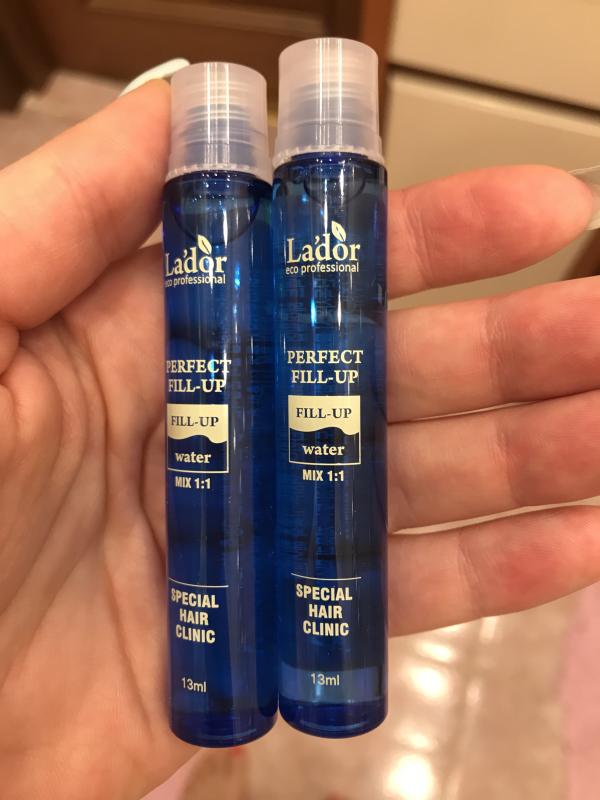 La'dor
eco professional
PERFECT
FILL-UP
FILL-UP
water
MIX 1:1
SPECIAL
HAIR
CLINIC
13ml
La'dor
eco professional
PERFECT
FILL-UP
FILL-UP
water
MIX 1:1
SPECIAL
HAIR
CLINIC
13ml